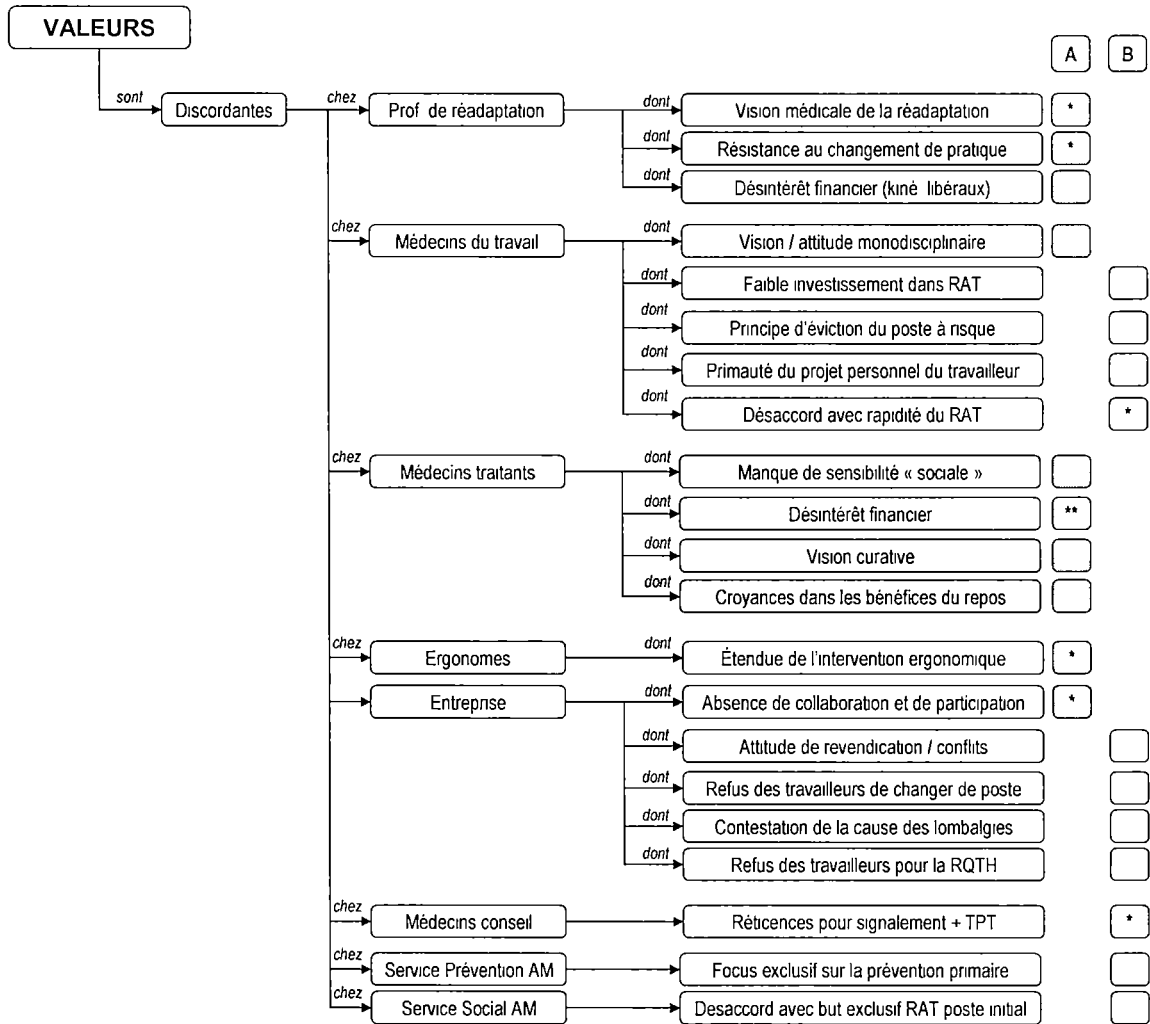 VALEURS
A B
sont Discordantes chez Prof de réadaptation dont Vision médicale de la réadaptation *
dont Résistance au changement de pratique *
dont Désintérêt financier (kiné libéraux)
chez Médecins du travail dont Vision / attitude monodisciplinaire
dont Faible investissement dans RAT
dont Principe d'éviction du poste à risque
dont Primauté du projet personnel du travailleur
dont Désaccord avec rapidité du RAT *
chez Médecins traitants dont Manque de sensibilité « sociale »
dont Désintérêt financier **
dont Vision curative
dont Croyances dans les bénéfices du repos
chez Ergonomes dont Étendue de l'intervention ergonomique *
Entreprise dont Absence de collaboration et de participation *
dont Attitude de revendication / conflits
dont Refus des travailleurs de changer de poste
dont Contestation de la cause des lombalgies
dont Refus des travailleurs pour la RQTH
chez Médecins conseil Réticences pour signalement + TPT *
chez Service Prévention AM Focus exclusif sur la prévention primaire
chez Service Social AM Desaccord avec but exclusif RAT poste initial